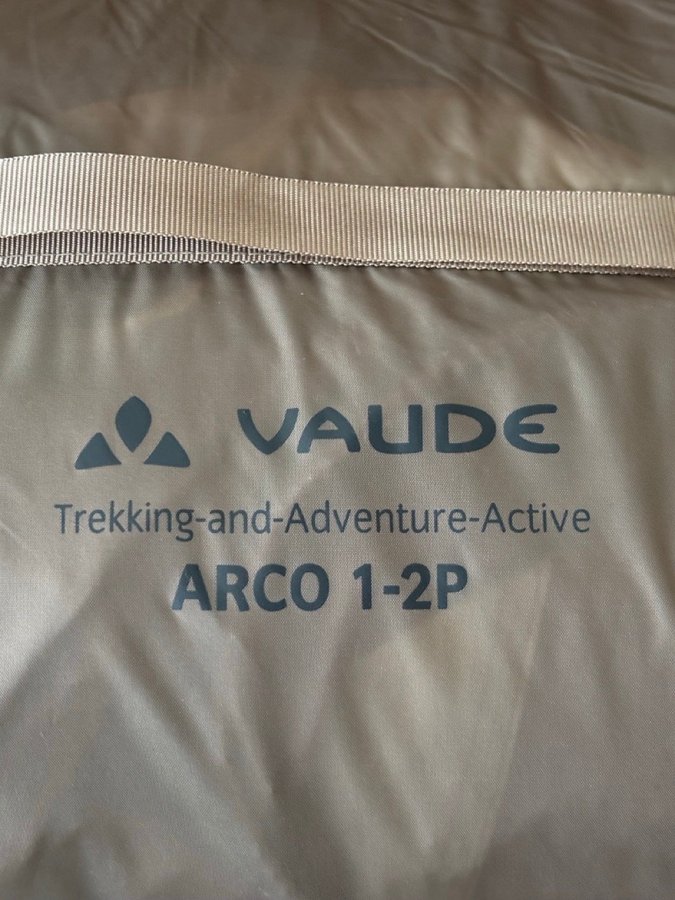 VAUDE
Trekking-and-Adventure-Active
ARCO 1-2P